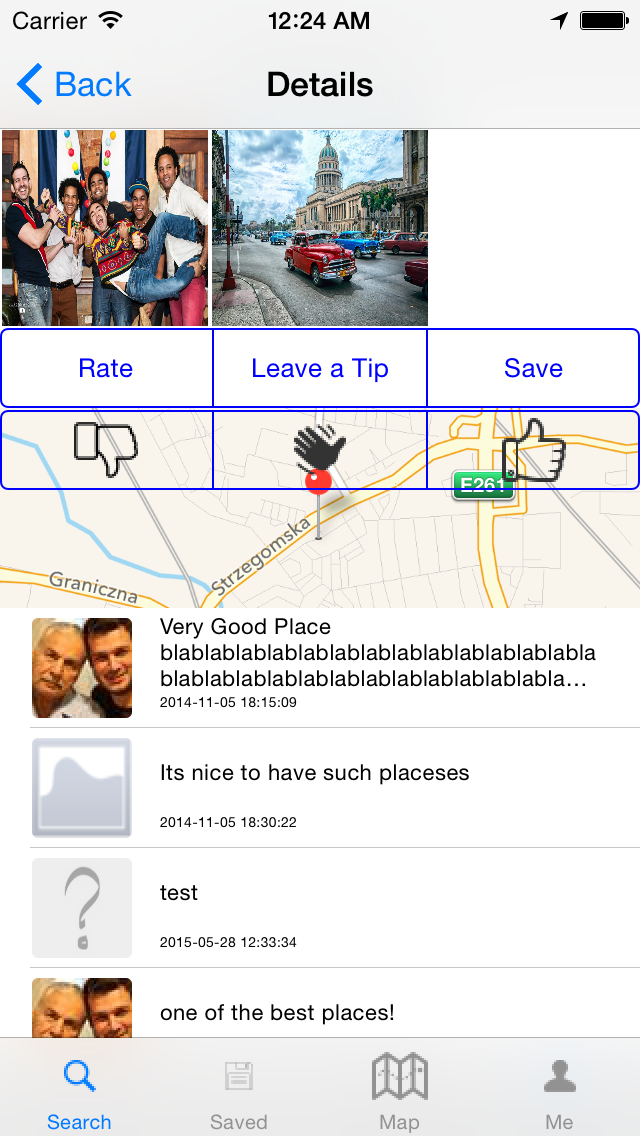 Carrier 12:24 AM
Back Details
Rate Leave a Tip Save
E261
Strzegomska
Graniczna
Very Good Place
blablablablablablablablablablablablablabla
blablablablablablablablablablablablabla...
2014-11-05 18:15:09
Its nice to have such placeses
2014-11-05 18:30:22
?
test
2015-05-28 12:33:34
one of the best places!
Search Saved Map Me